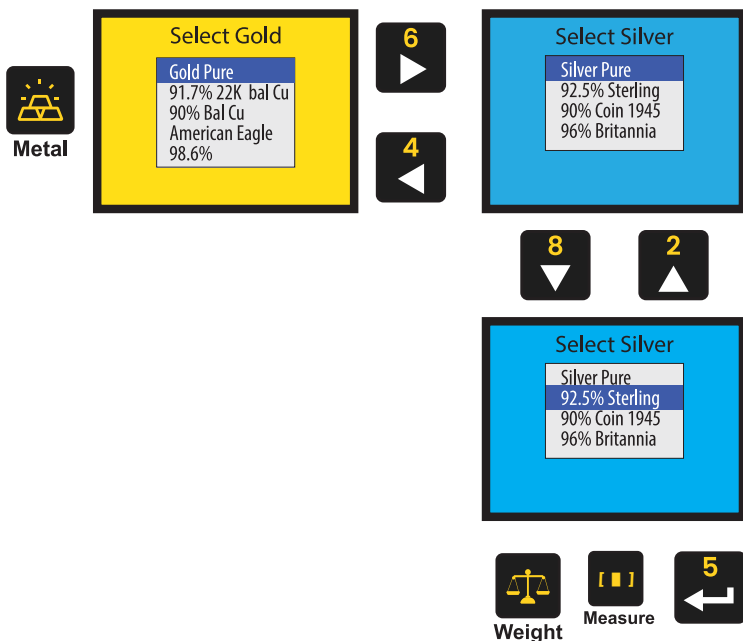 Metal
Select Gold
Gold Pure
91.7% 22K bal Cu
90% Bal Cu
American Eagle
98.6%
6
4
Select Silver
Silver Pure
92.5% Sterling
90% Coin 1945
96% Britannia
8
2
Select Silver
Silver Pure
92.5% Sterling
90% Coin 1945
96% Britannia
Weight
Measure
5